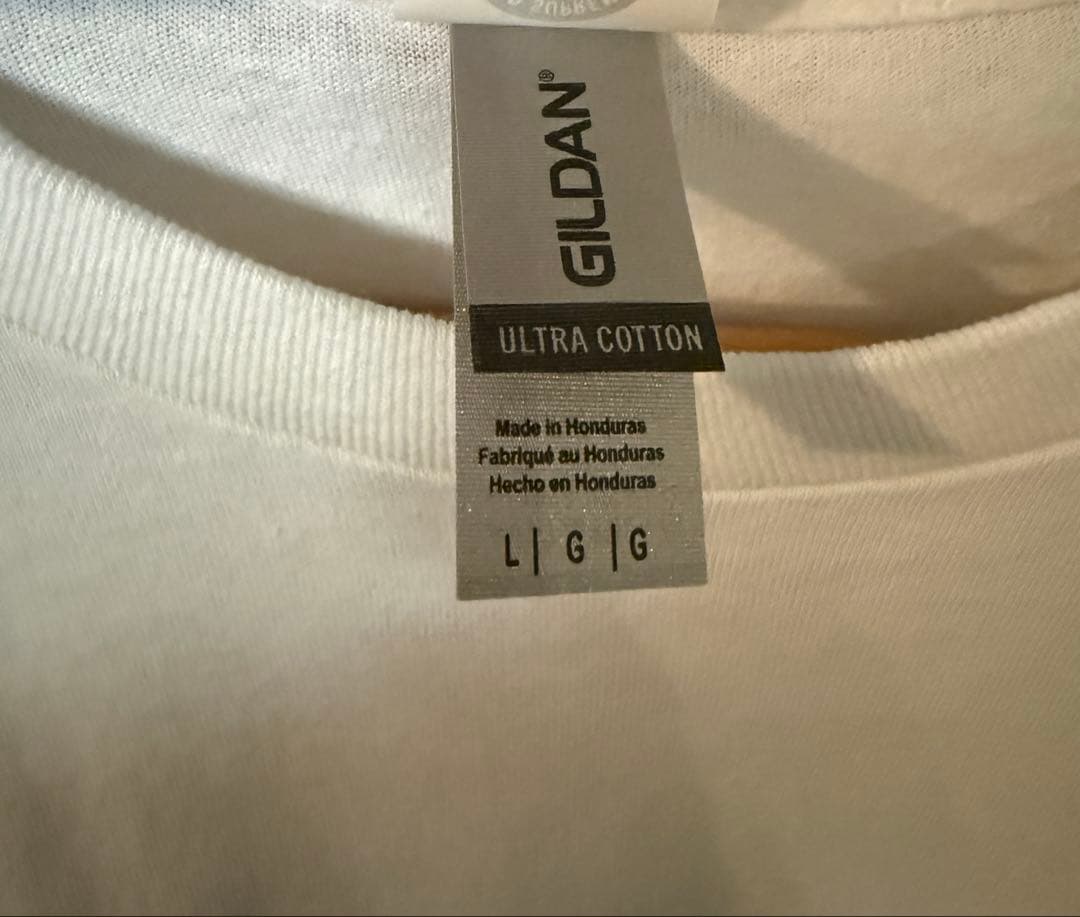 GILDAN®
ULTRA COTTON
Made in Honduras
Fabriqué au Honduras
Hecho en Honduras
L | G | G